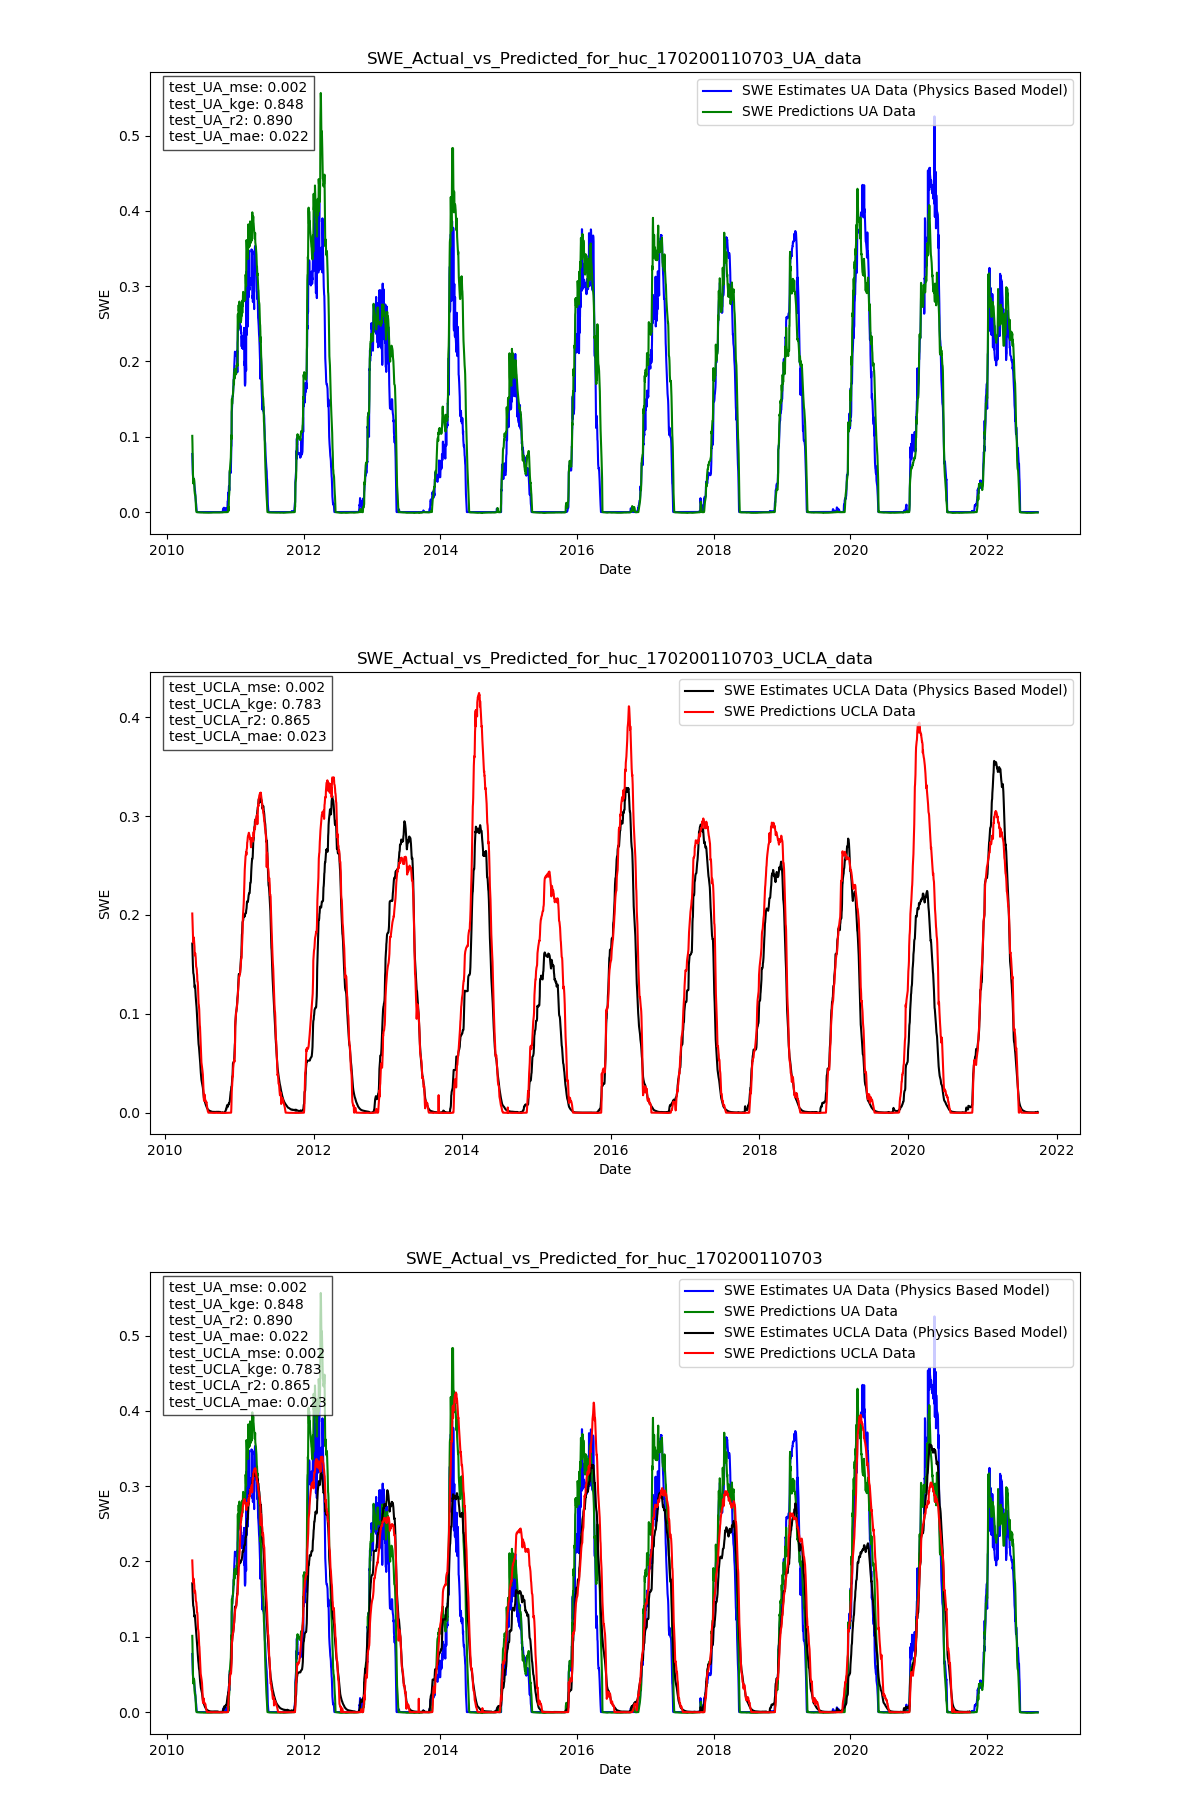 SWE_Actual_vs_Predicted_for_huc_170200110703_UA_data
test_UA_mse: 0.002
test_UA_kge: 0.848
test_UA_r2: 0.890
test_UA_mae: 0.022
SWE Estimates UA Data (Physics Based Model)
SWE Predictions UA Data
0.5
0.4
0.3
0.2
0.1
0.0
SWE
2010 2012 2014 2016 2018 2020 2022
Date
SWE_Actual_vs_Predicted_for_huc_170200110703_UCLA_data
test_UCLA_mse: 0.002
test_UCLA_kge: 0.783
test_UCLA_r2: 0.865
test_UCLA_mae: 0.023
SWE Estimates UCLA Data (Physics Based Model)
SWE Predictions UCLA Data
0.4
0.3
0.2
0.1
0.0
SWE
2010 2012 2014 2016 2018 2020 2022
Date
SWE_Actual_vs_Predicted_for_huc_170200110703
test_UA_mse: 0.002
test_UA_kge: 0.848
test_UA_r2: 0.890
test_UA_mae: 0.022
test_UCLA_mse: 0.002
test_UCLA_kge: 0.783
test_UCLA_r2: 0.865
test_UCLA_mae: 0.023
SWE Estimates UA Data (Physics Based Model)
SWE Predictions UA Data
SWE Estimates UCLA Data (Physics Based Model)
SWE Predictions UCLA Data
0.5
0.4
0.3
0.2
0.1
0.0
SWE
2010 2012 2014 2016 2018 2020 2022
Date